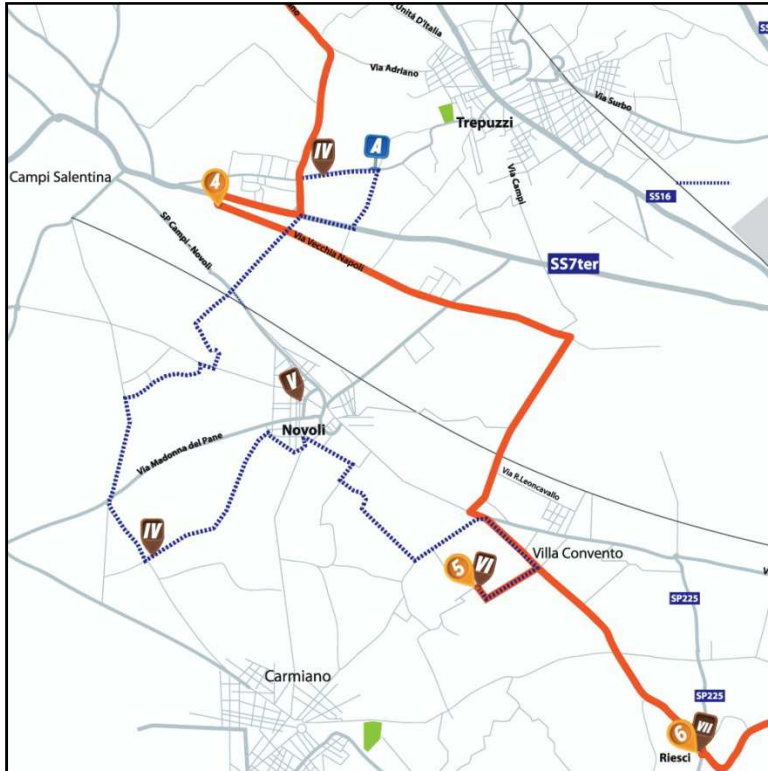 Unità D'Italia
SS
Via Adriano
Via Surbo
Trepuzzi
IV
A
Via Campi
Campi Salentina
4
SS16
SP Campi - Novoli
Via Vecchia Napoli
SS7ter
V
Novoli
Via Madonna del Pane
Via R.Leoncavallo
IV
Villa Convento
5
VI
V
SP225
Carmiano
SP225
6
VII
Riesci